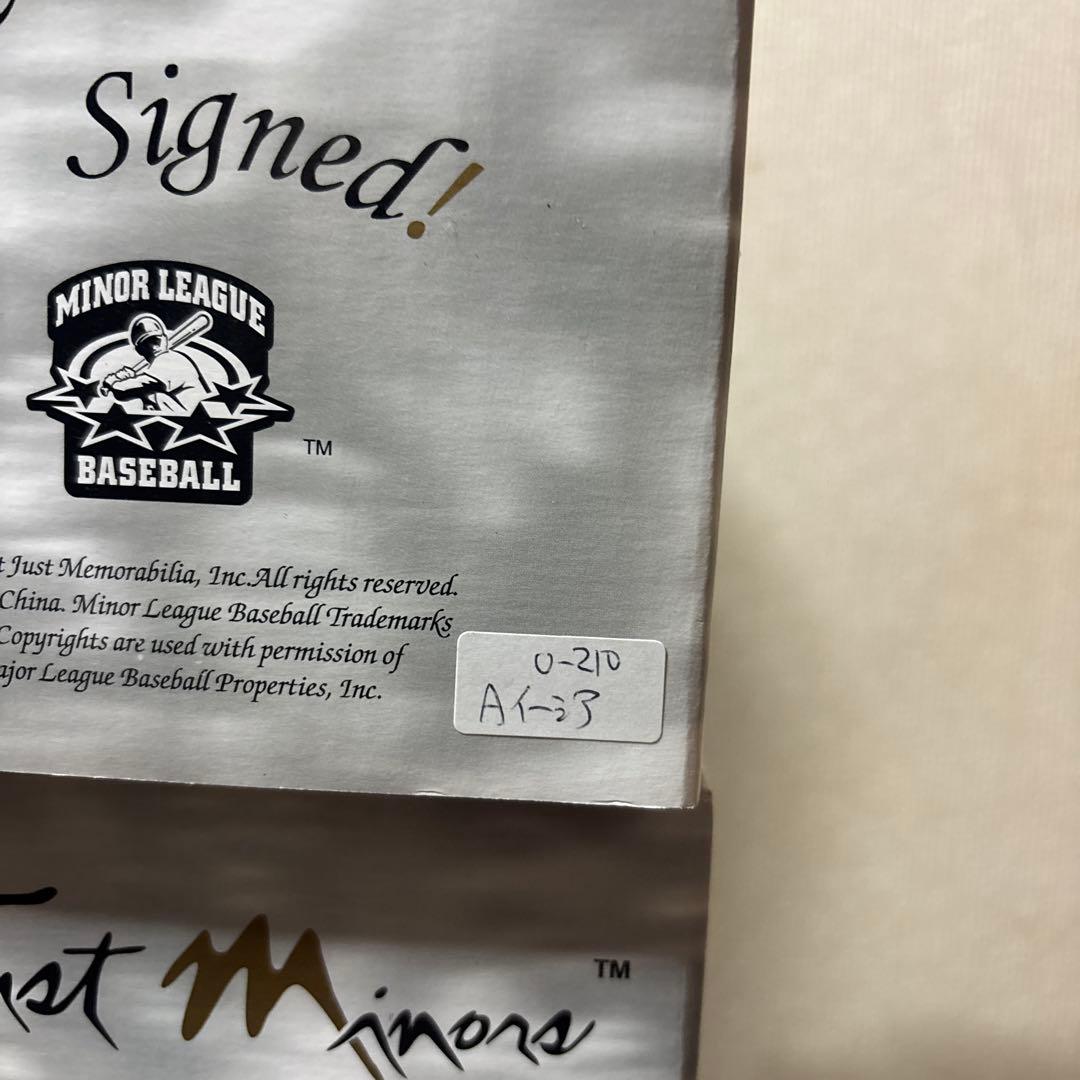 Signed!
MINOR LEAGUE
BASEBALL
TM
Just Memorabilia, Inc.All rights reserved.
China. Minor League Baseball Trademarks
Copyrights are used with permission of
League Baseball Properties, Inc.
0-210
A
Minors
TM